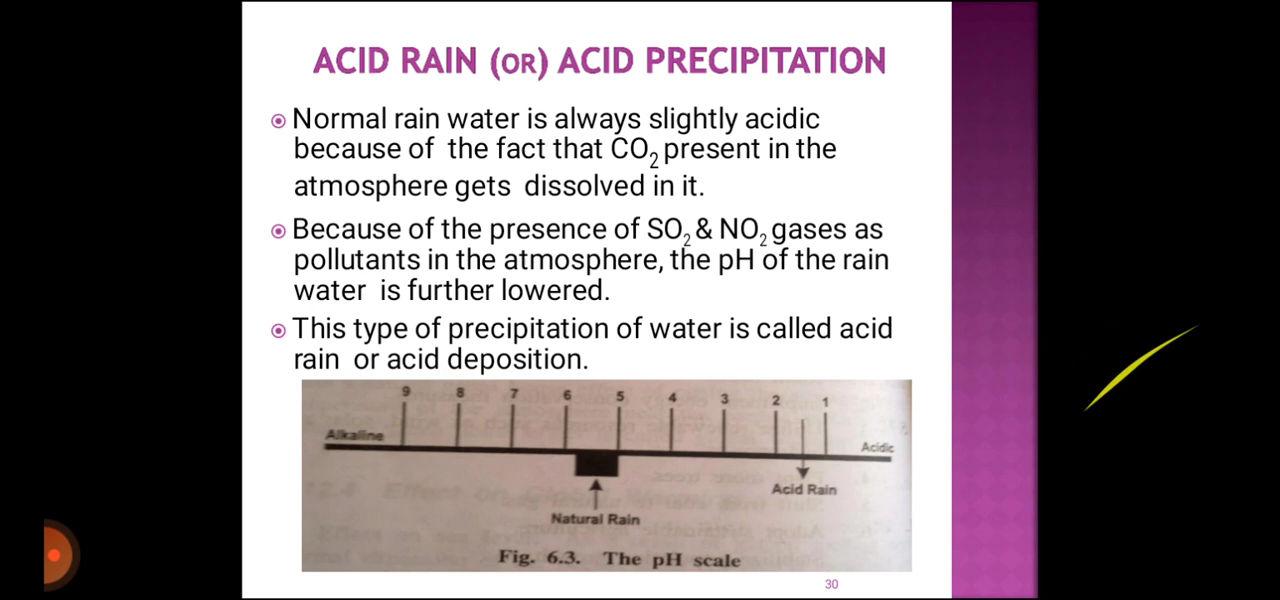 ACID RAIN (OR) ACID PRECIPITATION
Normal rain water is always slightly acidic
because of the fact that CO₂ present in the
atmosphere gets dissolved in it.
Because of the presence of SO₂ & NO₂ gases as
pollutants in the atmosphere, the pH of the rain
water is further lowered.
This type of precipitation of water is called acid
rain or acid deposition.
9 8 7 6 5 4 3 2 1
Alkaline Acidic
Acid Rain
Natural Rain
Fig. 6.3. The pH scale
30